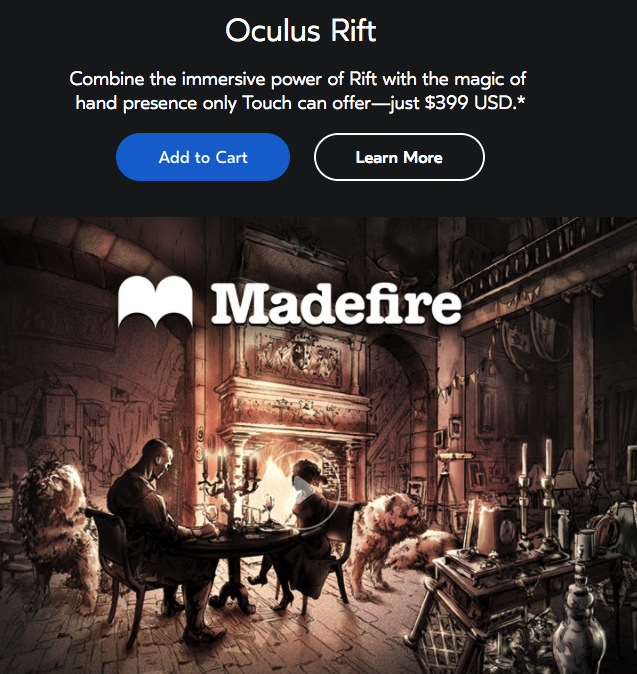 Oculus Rift
Combine the immersive power of Rift with the magic of
hand presence only Touch can offer—just $399 USD.*
Add to Cart
Learn More
Madefire